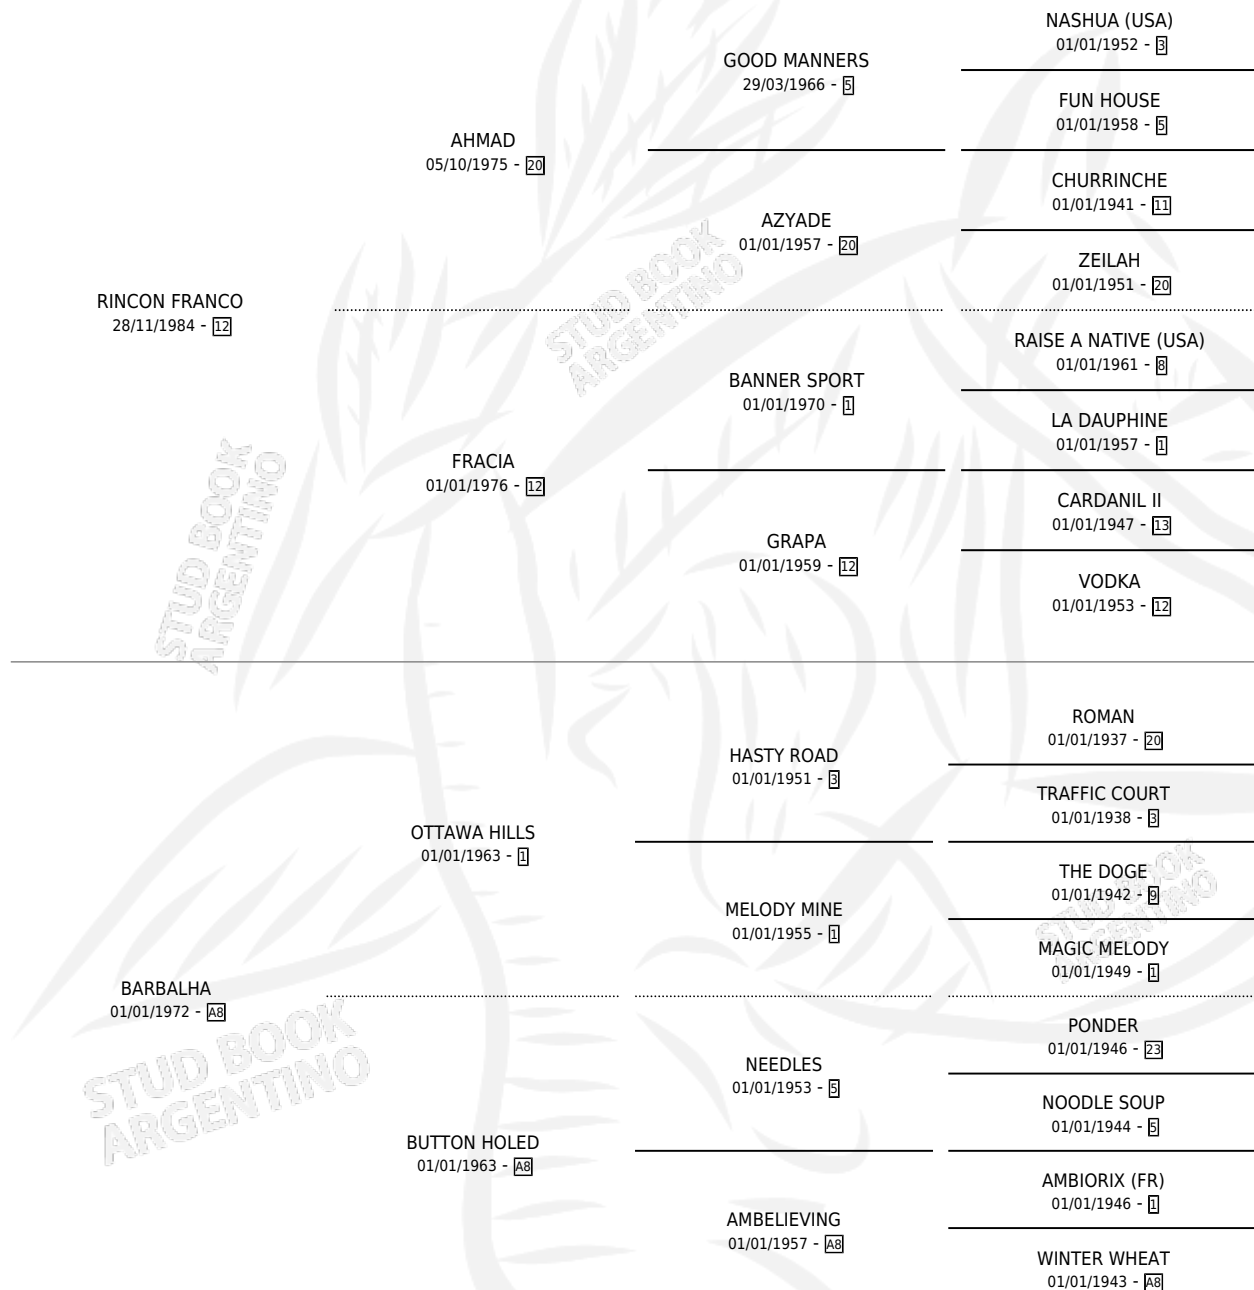 NASHUA (USA)
01/01/1952 - 3
GOOD MANNERS
29/03/1966 - 5
FUN HOUSE
01/01/1958 - 5
AHMAD
05/10/1975 - 20
CHURRINCHE
01/01/1941 - 11
AZYADE
01/01/1957 - 20
ZEILAH
01/01/1951 - 20
STUD BOOK
ARGENTINO
RINCON FRANCO
28/11/1984 - 12
RAISE A NATIVE (USA)
01/01/1961 - 8
BANNER SPORT
01/01/1970 - 1
LA DAUPHINE
01/01/1957 - 1
FRACIA
01/01/1976 - 12
CARDANIL II
01/01/1947 - 13
GRAPA
01/01/1959 - 12
VODKA
01/01/1953 - 12
STUD BOOK
ARGENTINO
ROMAN
01/01/1937 - 20
HASTY ROAD
01/01/1951 - 3
TRAFFIC COURT
01/01/1938 - 3
OTTAWA HILLS
01/01/1963 - 1
THE DOGE
01/01/1942 - 9
MELODY MINE
01/01/1955 - 1
MAGIC MELODY
01/01/1949 - 1
STUD BOOK
ARGENTINO
BARBALHA
01/01/1972 - A8
PONDER
01/01/1946 - 23
NEEDLES
01/01/1953 - 5
NOODLE SOUP
01/01/1944 - 5
STUD BOOK
ARGENTINO
BUTTON HOLED
01/01/1963 - A8
AMBIORIX (FR)
01/01/1946 - 1
AMBELIEVING
01/01/1957 - A8
WINTER WHEAT
01/01/1943 - A8